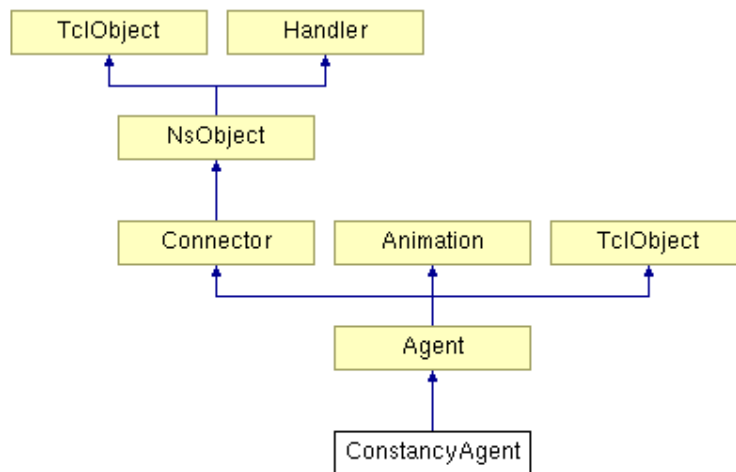 TclObject
Handler
NsObject
Connector
Animation
TclObject
Agent
ConstancyAgent